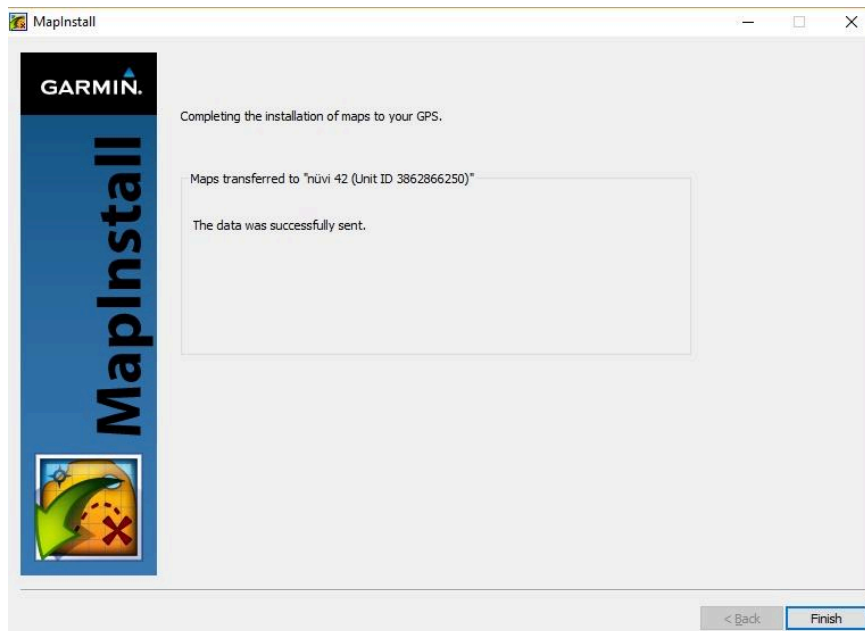 MapInstall
GARMIN.
MapInstall
Completing the installation of maps to your GPS.
Maps transferred to "nüvi 42 (Unit ID 3862866250)"
The data was successfully sent.
< Back
Finish